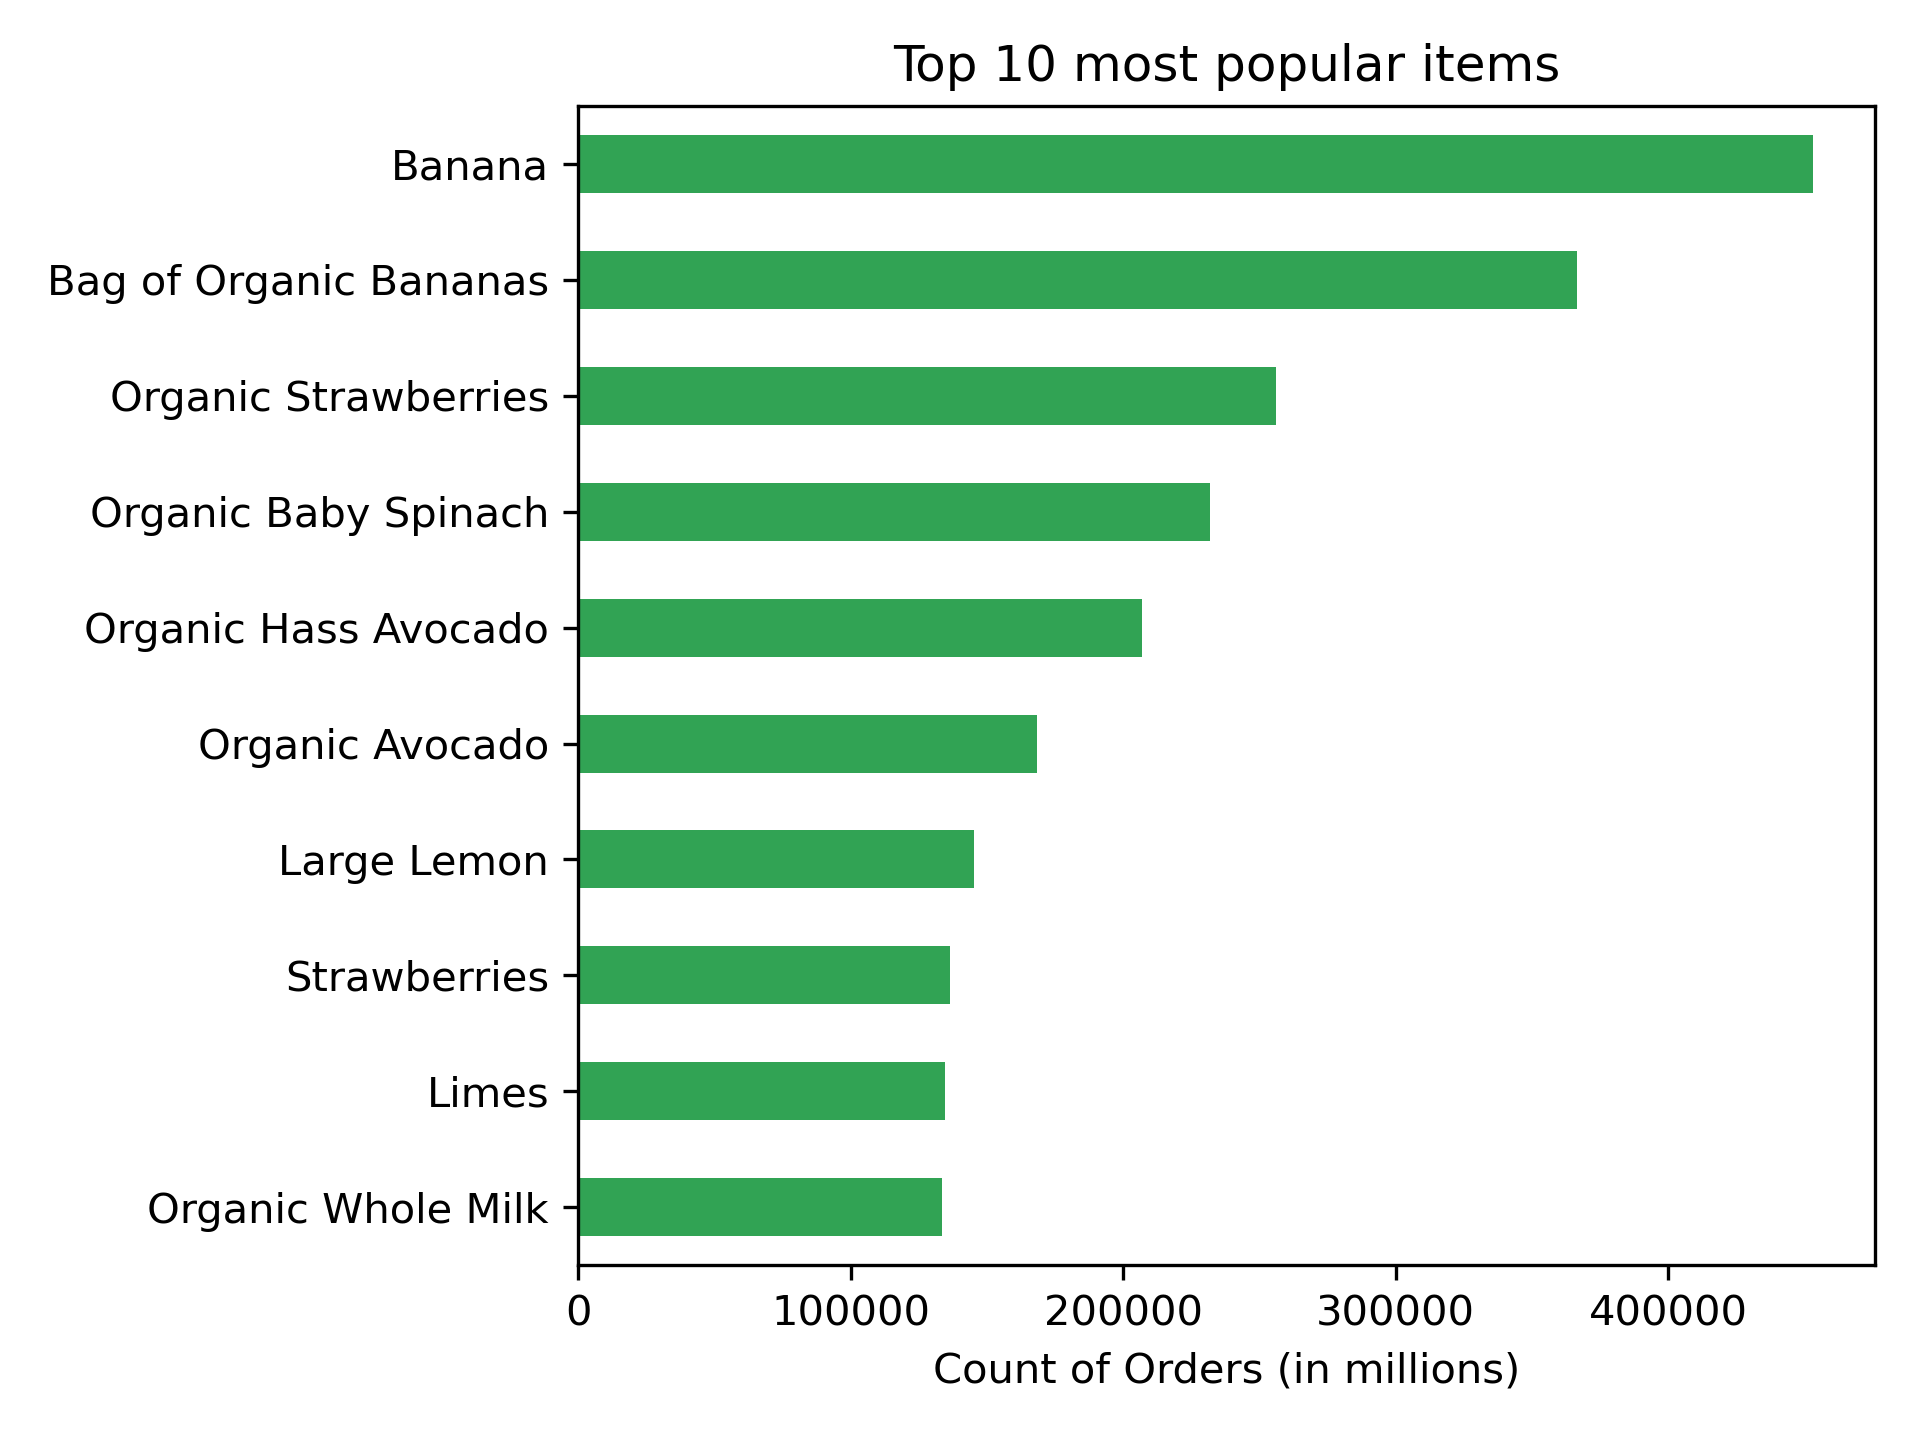 Top 10 most popular items
Banana
Bag of Organic Bananas
Organic Strawberries
Organic Baby Spinach
Organic Hass Avocado
Organic Avocado
Large Lemon
Strawberries
Limes
Organic Whole Milk
0 100000 200000 300000 400000
Count of Orders (in millions)